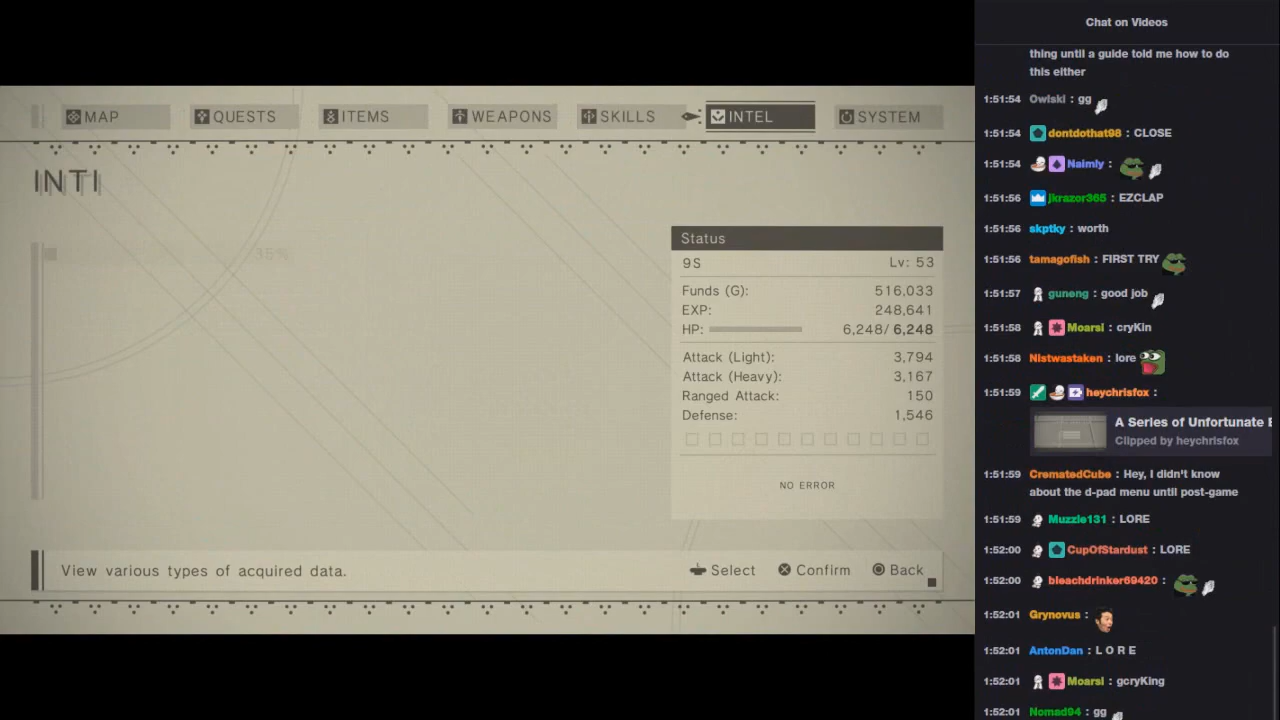 MAP
QUESTS
ITEMS
WEAPONS
SKILLS
INTEL
SYSTEM
INTI
35%
Status
9S Lv: 53
Funds (G): 516,033
EXP: 248,641
HP: 6,248/ 6,248
Attack (Light): 3,794
Attack (Heavy): 3,167
Ranged Attack: 150
Defense: 1,546
NO ERROR
View various types of acquired data.
Select Confirm Back
Chat on Videos
thing until a guide told me how to do
this either
1:51:54 Owlski : gg
1:51:54 dontdothat98 : CLOSE
1:51:54 Naimly :
1:51:56 jkrazor365 : EZCLAP
1:51:56 skptky : worth
1:51:56 tamagofish : FIRST TRY
1:51:57 guneng : good job
1:51:58 Moarsi : cryKin
1:51:58 Nistwastaken : lore
1:51:59 heychrisfox :
A Series of Unfortunate E
Clipped by heychrisfox
1:51:59 CrematedCube : Hey, I didn't know
about the d-pad menu until post-game
1:51:59 Muzzle131 : LORE
1:52:00 CupOfStardust : LORE
1:52:00 bleachdrinker69420 :
1:52:01 Grynovus :
1:52:01 AntonDan : L O R E
1:52:01 Moarsi : gcryKing
1:52:01 Nomad94 : gg